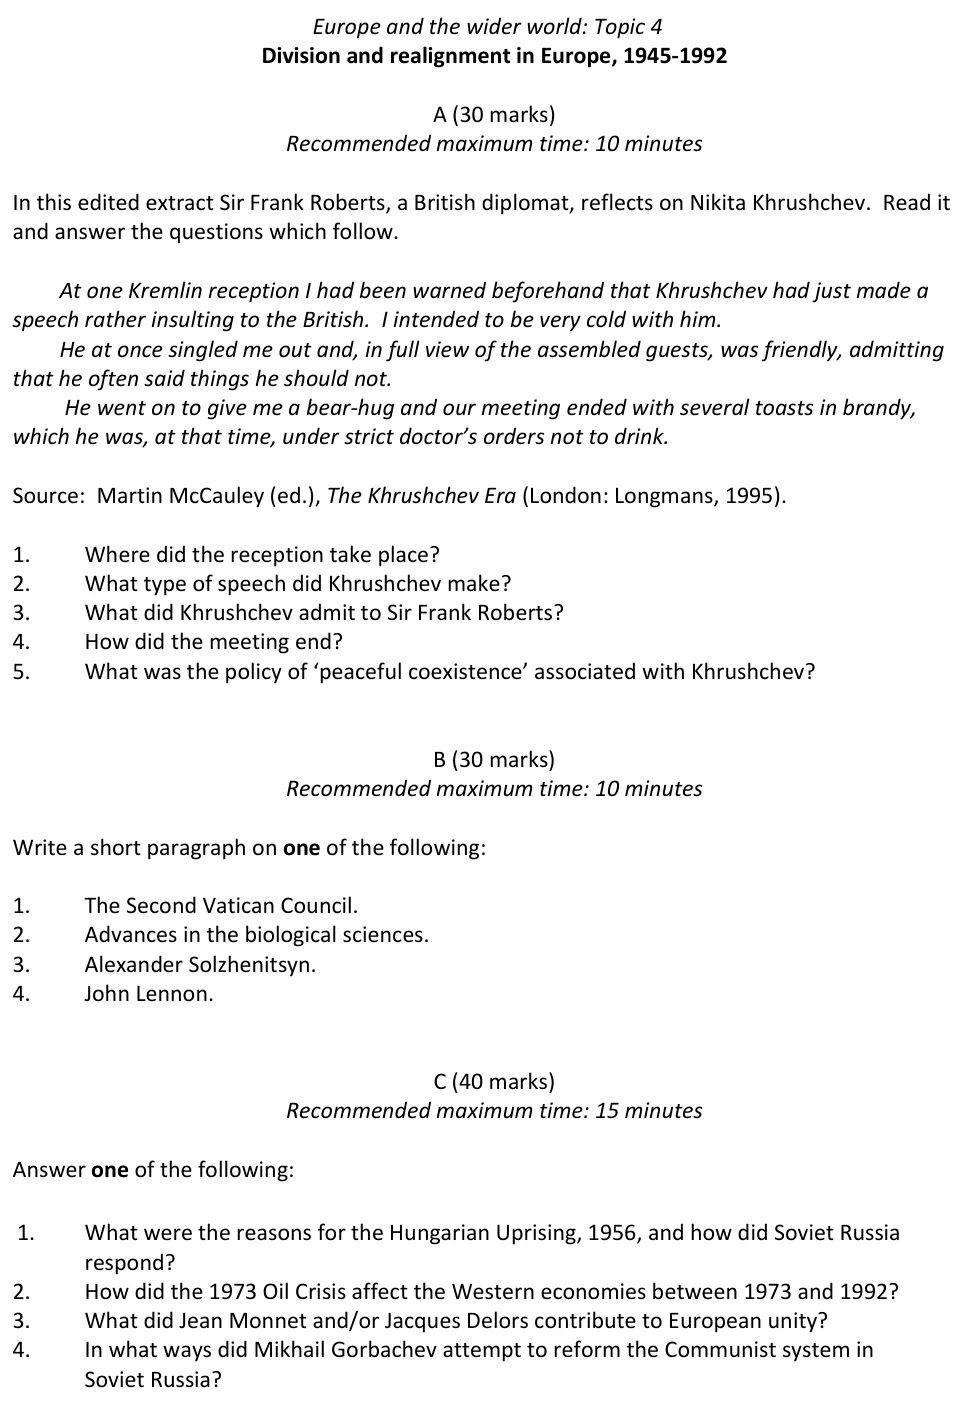 Europe and the wider world: Topic 4
Division and realignment in Europe, 1945-1992
A (30 marks)
Recommended maximum time: 10 minutes
In this edited extract Sir Frank Roberts, a British diplomat, reflects on Nikita Khrushchev.  Read it
and answer the questions which follow.
At one Kremlin reception I had been warned beforehand that Khrushchev had just made a
speech rather insulting to the British.  I intended to be very cold with him.
He at once singled me out and, in full view of the assembled guests, was friendly, admitting
that he often said things he should not.
He went on to give me a bear-hug and our meeting ended with several toasts in brandy,
which he was, at that time, under strict doctor's orders not to drink.
Source:  Martin McCauley (ed.), The Khrushchev Era (London: Longmans, 1995).
1. Where did the reception take place?
2. What type of speech did Khrushchev make?
3. What did Khrushchev admit to Sir Frank Roberts?
4. How did the meeting end?
5. What was the policy of 'peaceful coexistence' associated with Khrushchev?
B (30 marks)
Recommended maximum time: 10 minutes
Write a short paragraph on one of the following:
1. The Second Vatican Council.
2. Advances in the biological sciences.
3. Alexander Solzhenitsyn.
4. John Lennon.
C (40 marks)
Recommended maximum time: 15 minutes
Answer one of the following:
1. What were the reasons for the Hungarian Uprising, 1956, and how did Soviet Russia
respond?
2. How did the 1973 Oil Crisis affect the Western economies between 1973 and 1992?
3. What did Jean Monnet and/or Jacques Delors contribute to European unity?
4. In what ways did Mikhail Gorbachev attempt to reform the Communist system in
Soviet Russia?